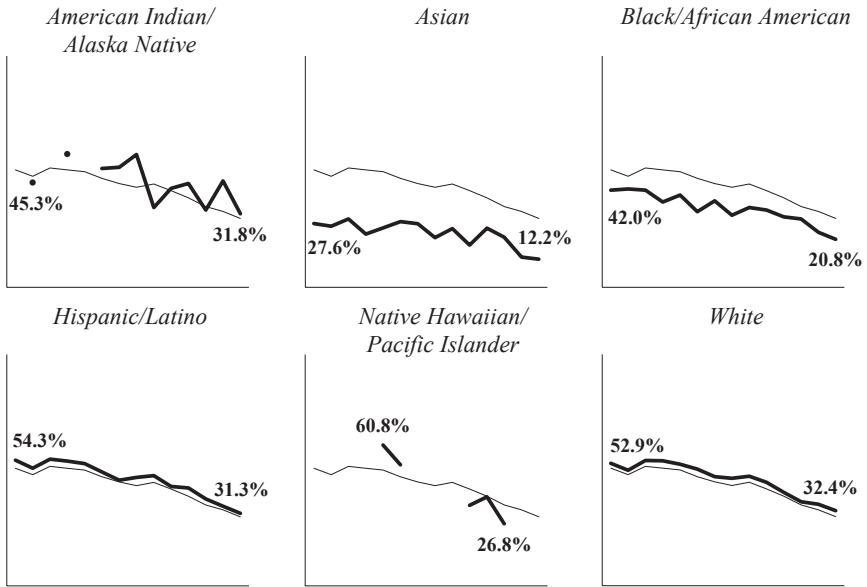 American Indian/
Alaska Native
Asian
Black/African American
45.3%
31.8%
27.6%
12.2%
42.0%
20.8%
Hispanic/Latino
Native Hawaiian/
Pacific Islander
White
54.3%
31.3%
60.8%
26.8%
52.9%
32.4%